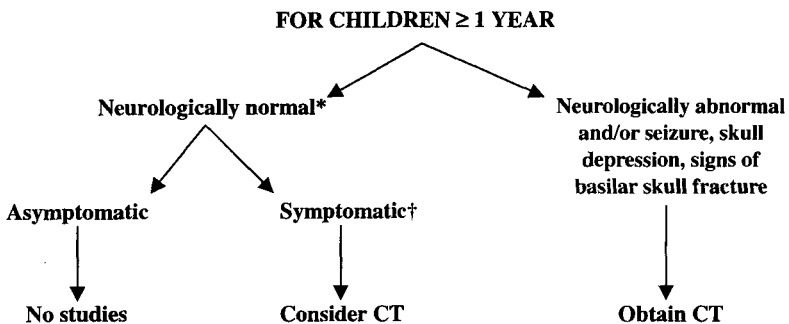 FOR CHILDREN ≥ 1 YEAR
Neurologically normal*
Neurologically abnormal
and/or seizure, skull
depression, signs of
basilar skull fracture
Asymptomatic
Symptomatic†
No studies
Consider CT
Obtain CT